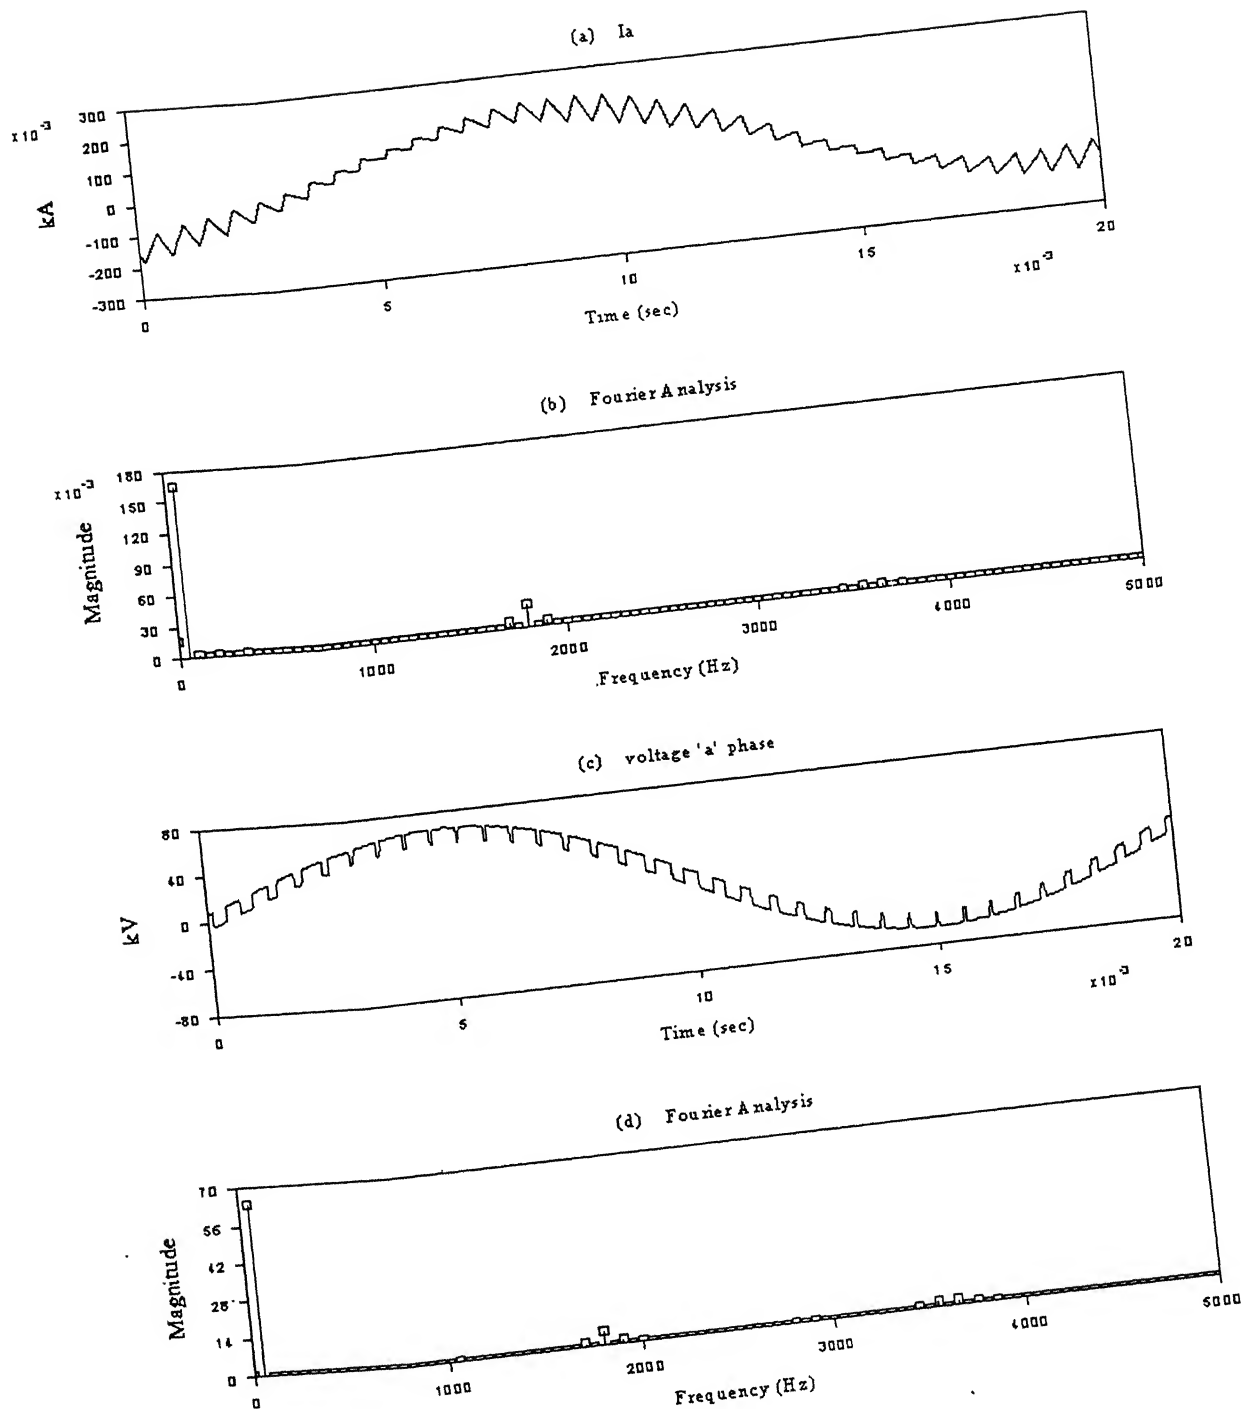 (a) Ia
x10-3
300
200
100
0
-100
-200
-300
kA
0
5
10
15
20
x10-3
Time (sec)
(b) Fourier Analysis
x10-3
180
150
120
90
60
30
0
Magnitude
0
1000
2000
3000
4000
5000
.Frequency (Hz)
(c) voltage 'a' phase
80
40
0
-40
-80
kV
0
5
10
15
20
x10-3
Time (sec)
(d) Fourier Analysis
70
56
42
28
14
0
Magnitude
0
1000
2000
3000
4000
5000
Frequency (Hz)